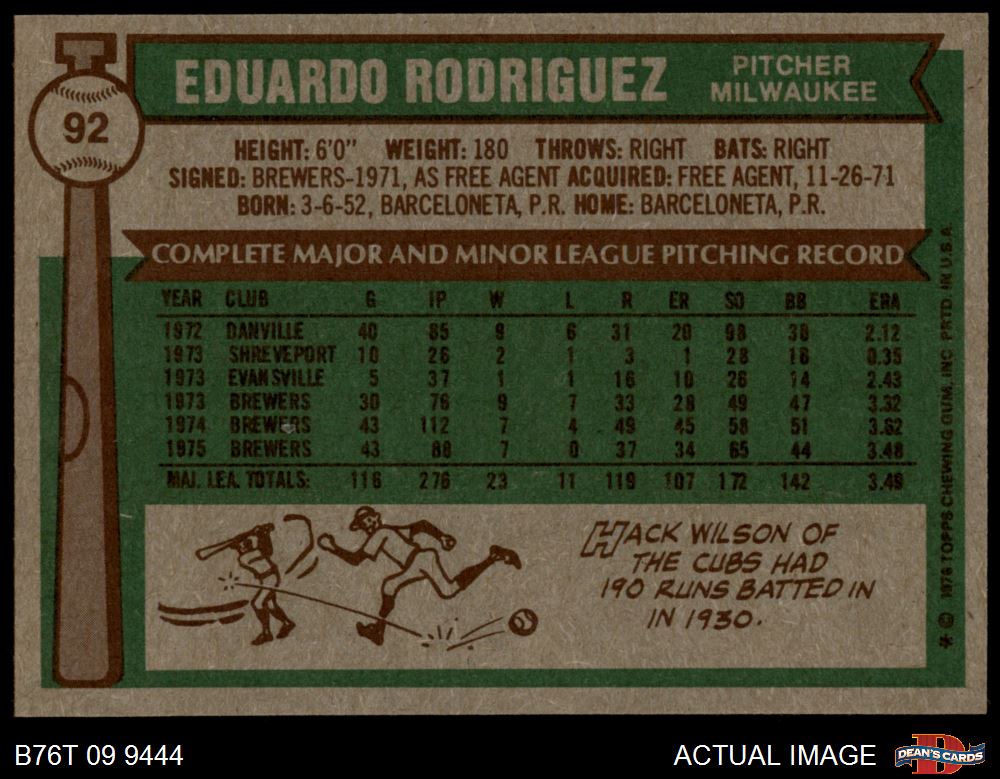 92
EDUARDO RODRIGUEZ
PITCHER
MILWAUKEE
HEIGHT: 6'0" WEIGHT: 180 THROWS: RIGHT BATS: RIGHT
SIGNED: BREWERS-1971, AS FREE AGENT ACQUIRED: FREE AGENT, 11-26-71
BORN: 3-6-52, BARCELONETA, P.R. HOME: BARCELONETA, P.R.
COMPLETE MAJOR AND MINOR LEAGUE PITCHING RECORD
YEAR CLUB G IP W L R ER SO BB ERA
1972 DANVILLE 40 85 9 6 31 20 98 38 2.12
1973 SHREVEPORT 10 26 2 1 3 1 28 16 0.35
1973 EVANSVILLE 5 37 1 1 16 10 26 14 2.43
1973 BREWERS 30 76 9 7 33 28 49 47 3.32
1974 BREWERS 43 112 7 4 49 45 58 51 3.62
1975 BREWERS 43 88 7 0 37 34 65 44 3.48
MAJ. LEA. TOTALS: 116 276 23 11 119 107 172 142 3.49
HACK WILSON OF
THE CUBS HAD
190 RUNS BATTED IN
IN 1930.
* © 1976 TOPPS CHEWING GUM, INC. PRTD. IN U.S.A.
B76T 09 9444
ACTUAL IMAGE
DEAN'S CARDS